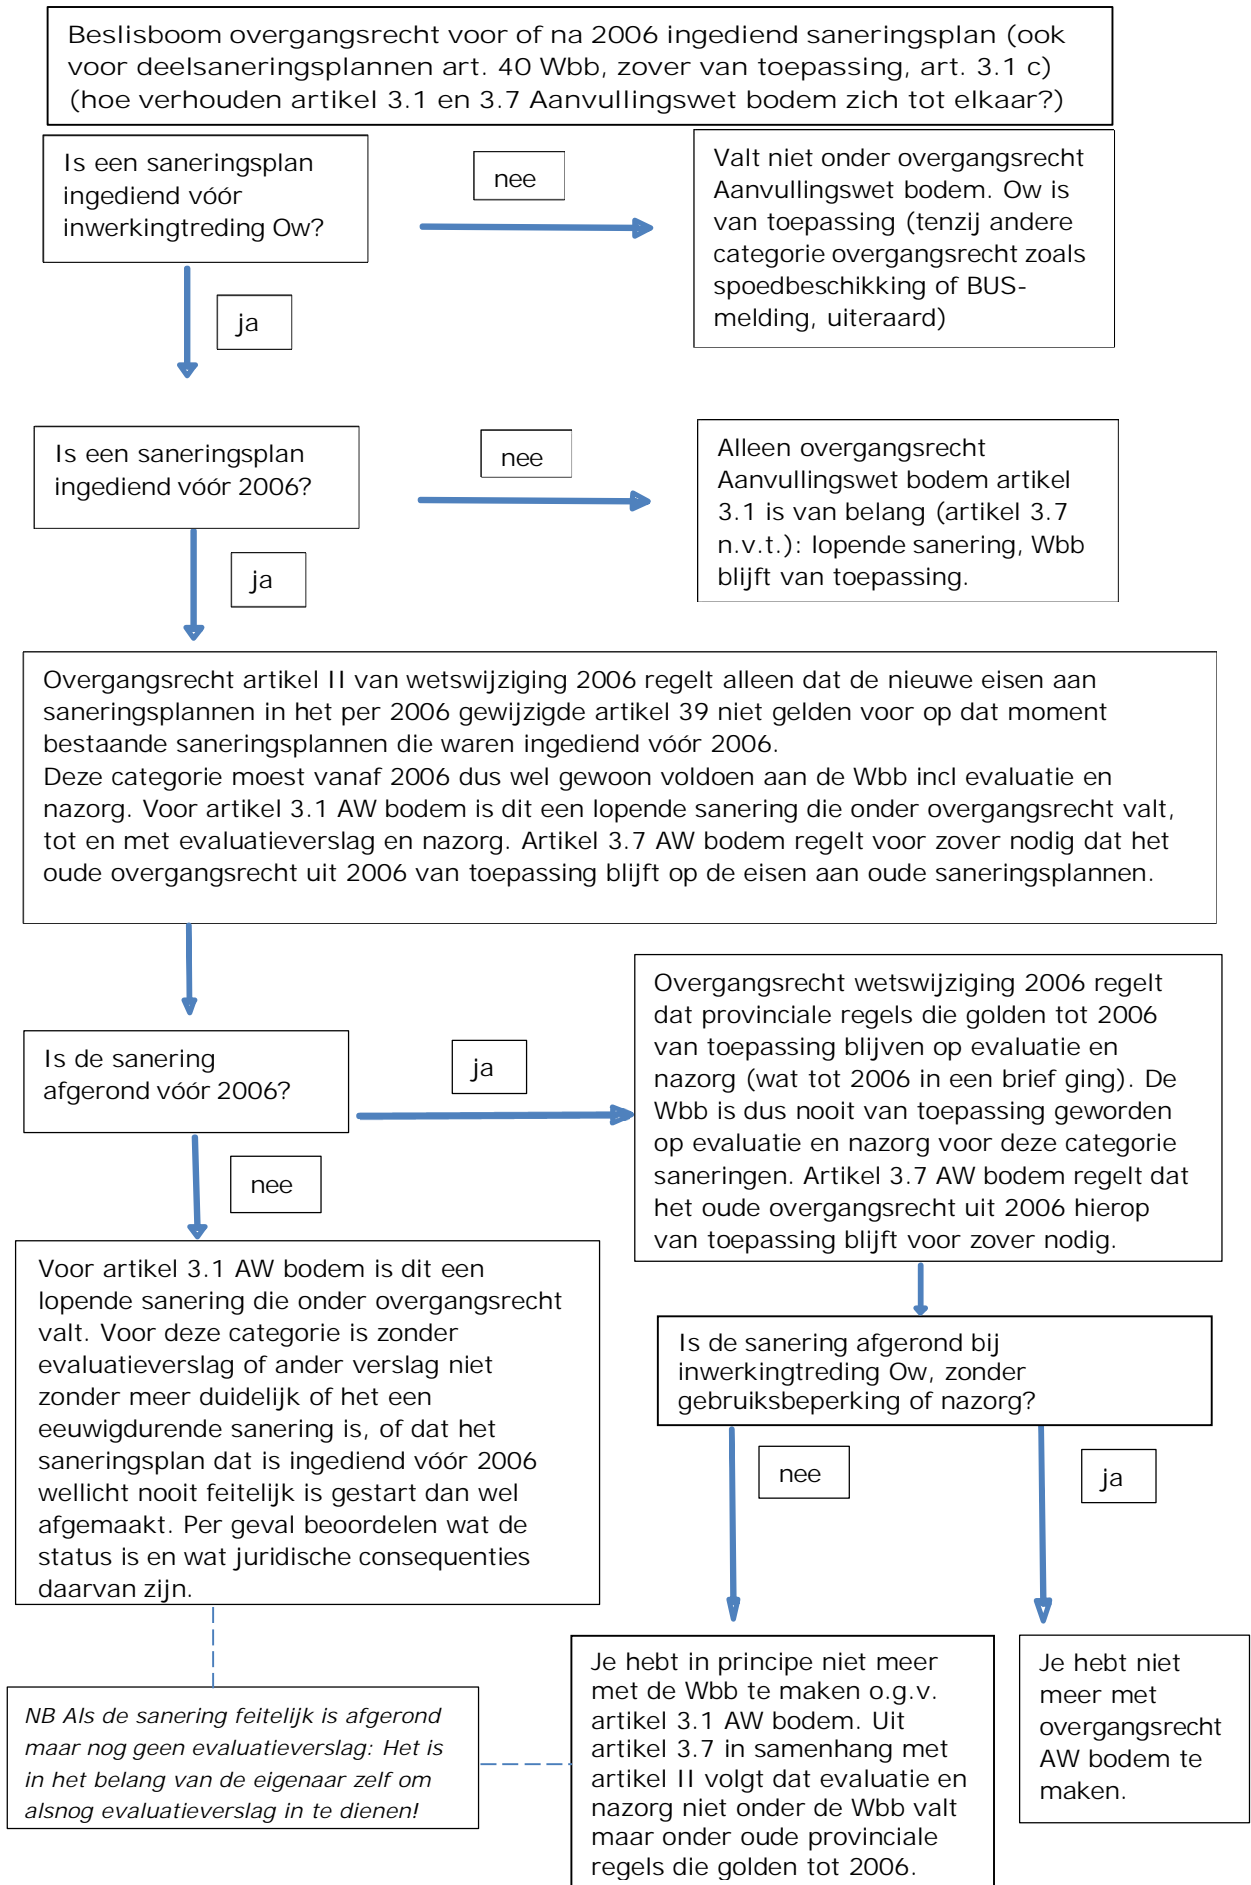 Beslisboom overgangsrecht voor of na 2006 ingediend saneringsplan (ook
voor deelsaneringsplannen art. 40 Wbb, zover van toepassing, art. 3.1 c)
(hoe verhouden artikel 3.1 en 3.7 Aanvullingswet bodem zich tot elkaar?)
Is een saneringsplan
ingediend vóór
inwerkingtreding Ow?
nee
Valt niet onder overgangsrecht
Aanvullingswet bodem. Ow is
van toepassing (tenzij andere
categorie overgangsrecht zoals
spoedbeschikking of BUS-
melding, uiteraard)
ja
Is een saneringsplan
ingediend vóór 2006?
nee
Alleen overgangsrecht
Aanvullingswet bodem artikel
3.1 is van belang (artikel 3.7
n.v.t.): lopende sanering, Wbb
blijft van toepassing.
ja
Overgangsrecht artikel II van wetswijziging 2006 regelt alleen dat de nieuwe eisen aan
saneringsplannen in het per 2006 gewijzigde artikel 39 niet gelden voor op dat moment
bestaande saneringsplannen die waren ingediend vóór 2006.
Deze categorie moest vanaf 2006 dus wel gewoon voldoen aan de Wbb incl evaluatie en
nazorg. Voor artikel 3.1 AW bodem is dit een lopende sanering die onder overgangsrecht valt,
tot en met evaluatieverslag en nazorg. Artikel 3.7 AW bodem regelt voor zover nodig dat het
oude overgangsrecht uit 2006 van toepassing blijft op de eisen aan oude saneringsplannen.
Is de sanering
afgerond vóór 2006?
ja
Overgangsrecht wetswijziging 2006 regelt
dat provinciale regels die golden tot 2006
van toepassing blijven op evaluatie en
nazorg (wat tot 2006 in een brief ging). De
Wbb is dus nooit van toepassing geworden
op evaluatie en nazorg voor deze categorie
saneringen. Artikel 3.7 AW bodem regelt dat
het oude overgangsrecht uit 2006 hierop
van toepassing blijft voor zover nodig.
nee
Voor artikel 3.1 AW bodem is dit een
lopende sanering die onder overgangsrecht
valt. Voor deze categorie is zonder
evaluatieverslag of ander verslag niet
zonder meer duidelijk of het een
eeuwigdurende sanering is, of dat het
saneringsplan dat is ingediend vóór 2006
wellicht nooit feitelijk is gestart dan wel
afgemaakt. Per geval beoordelen wat de
status is en wat juridische consequenties
daarvan zijn.
Is de sanering afgerond bij
inwerkingtreding Ow, zonder
gebruiksbeperking of nazorg?
nee
ja
NB Als de sanering feitelijk is afgerond
maar nog geen evaluatieverslag: Het is
in het belang van de eigenaar zelf om
alsnog evaluatieverslag in te dienen!
Je hebt in principe niet meer
met de Wbb te maken o.g.v.
artikel 3.1 AW bodem. Uit
artikel 3.7 in samenhang met
artikel II volgt dat evaluatie en
nazorg niet onder de Wbb valt
maar onder oude provinciale
regels die golden tot 2006.
Je hebt niet
meer met
overgangsrecht
AW bodem te
maken.